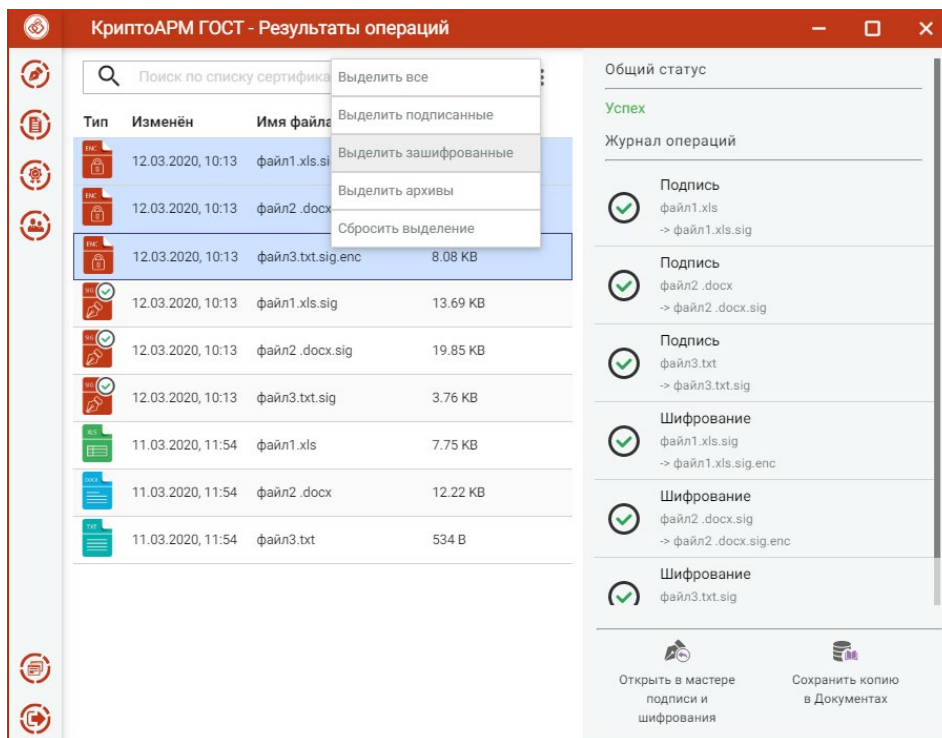 КриптоАРМ ГОСТ - Результаты операций
Поиск по списку сертифика
Выделить все
Выделить подписанные
Выделить зашифрованные
Выделить архивы
Сбросить выделение
Тип Изменён Имя файла
ENC 12.03.2020, 10:13 файл1.xls.si
ENC 12.03.2020, 10:13 файл2 .docx
ENC 12.03.2020, 10:13 файл3.txt.sig.enc 8.08 KB
SIG 12.03.2020, 10:13 файл1.xls.sig 13.69 KB
SIG 12.03.2020, 10:13 файл2 .docx.sig 19.85 KB
SIG 12.03.2020, 10:13 файл3.txt.sig 3.76 KB
XLS 11.03.2020, 11:54 файл1.xls 7.75 KB
DOCX 11.03.2020, 11:54 файл2 .docx 12.22 KB
TXT 11.03.2020, 11:54 файл3.txt 534 B
Общий статус
Успех
Журнал операций
Подпись
файл1.xls
-> файл1.xls.sig
Подпись
файл2 .docx
-> файл2 .docx.sig
Подпись
файл3.txt
-> файл3.txt.sig
Шифрование
файл1.xls.sig
-> файл1.xls.sig.enc
Шифрование
файл2 .docx.sig
-> файл2 .docx.sig.enc
Шифрование
файл3.txt.sig
Открыть в мастере
подписи и
шифрования
Сохранить копию
в Документах